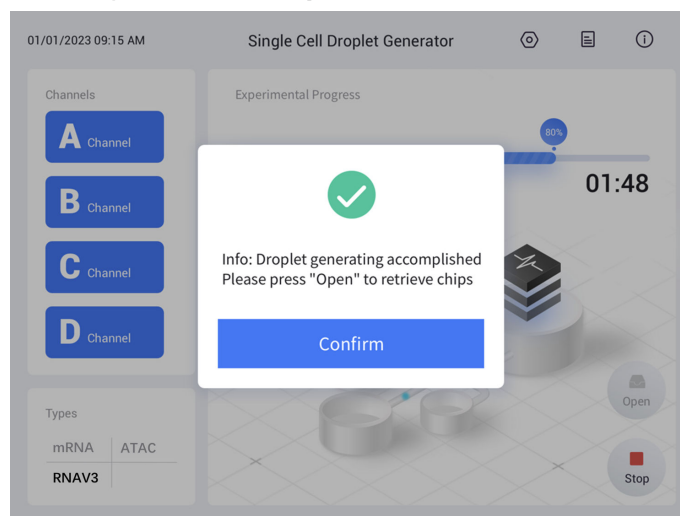 01/01/2023 09:15 AM
Single Cell Droplet Generator
Channels
A Channel
B Channel
C Channel
D Channel
Types
mRNA ATAC
RNAV3
Experimental Progress
80%
01:48
Info: Droplet generating accomplished
Please press "Open" to retrieve chips
Confirm
Open
Stop